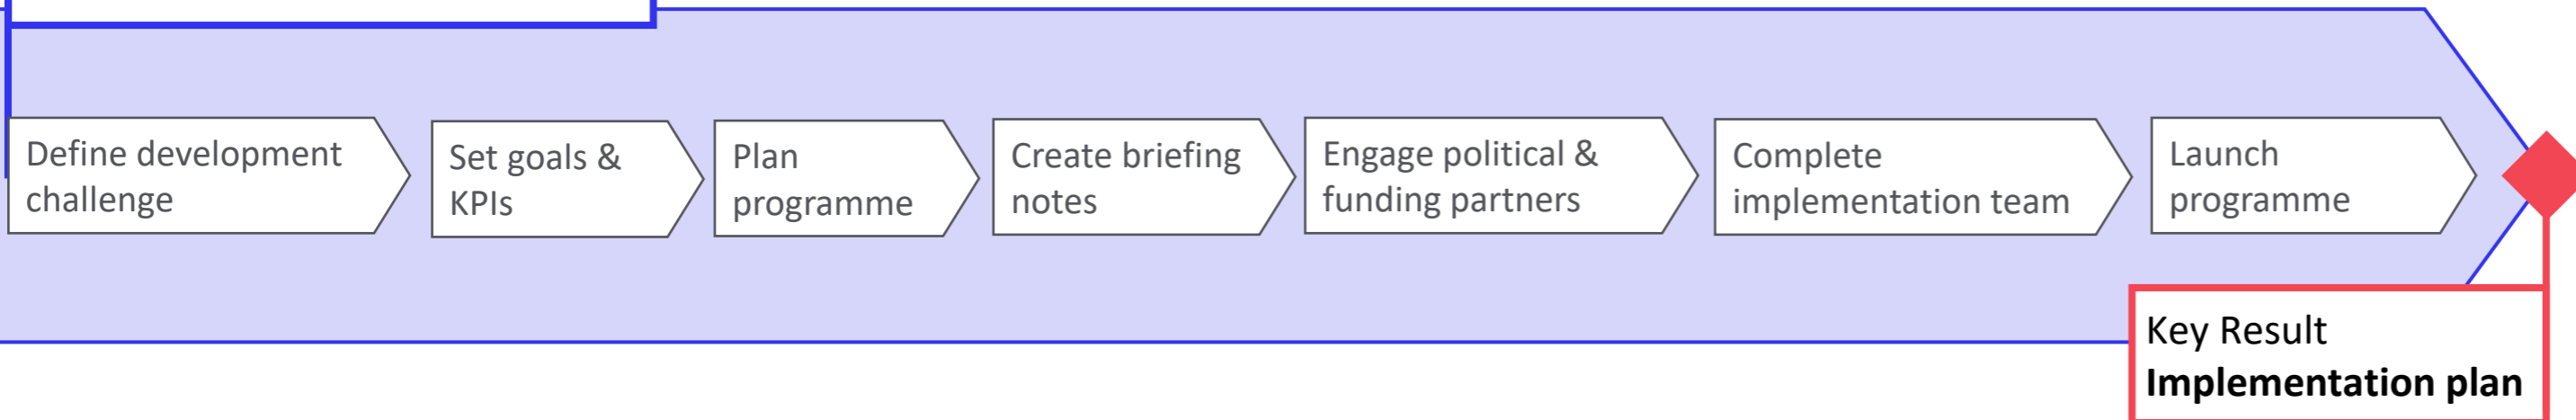 Define development
challenge
Set goals &
KPIs
Plan
programme
Create briefing
notes
Engage political &
funding partners
Complete
implementation team
Launch
programme
Key Result
Implementation plan